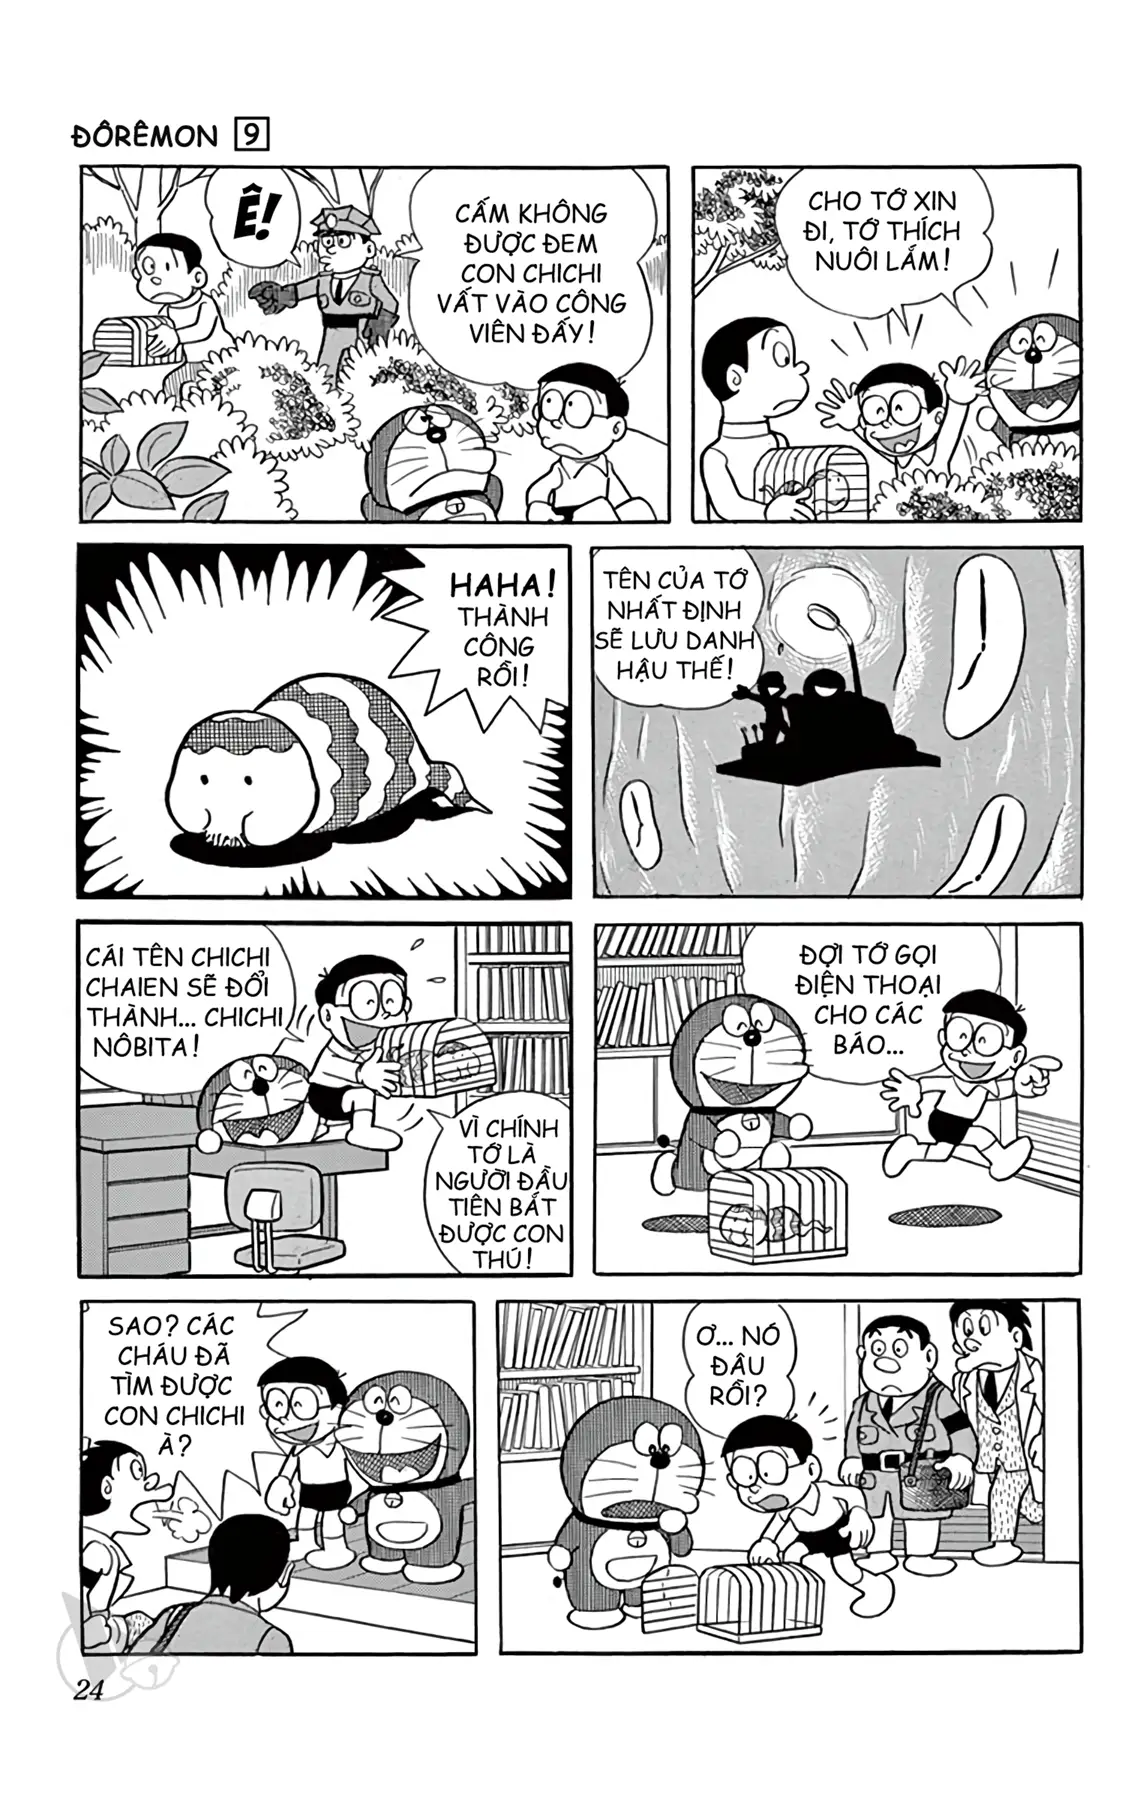 ĐÔRÊMON 9
Ê!
CẤM KHÔNG
ĐƯỢC ĐEM
CON CHICHI
VẤT VÀO CÔNG
VIÊN ĐẤY!
CHO TỚ XIN
ĐI, TỚ THÍCH
NUÔI LẮM!
HAHA!
THÀNH
CÔNG
RỒI!
TÊN CỦA TỚ
NHẤT ĐỊNH
SẼ LƯU DANH
HẬU THẾ!
CÁI TÊN CHICHI
CHAIEN SẼ ĐỔI
THÀNH... CHICHI
NÔBITA!
VÌ CHÍNH
TỚ LÀ
NGƯỜI ĐẦU
TIÊN BẮT
ĐƯỢC CON
THÚ!
ĐỢI TỚ GỌI
ĐIỆN THOẠI
CHO CÁC
BÁO...
SAO? CÁC
CHÁU ĐÃ
TÌM ĐƯỢC
CON CHICHI
À?
Ơ... NÓ
ĐÂU
RỒI?
24